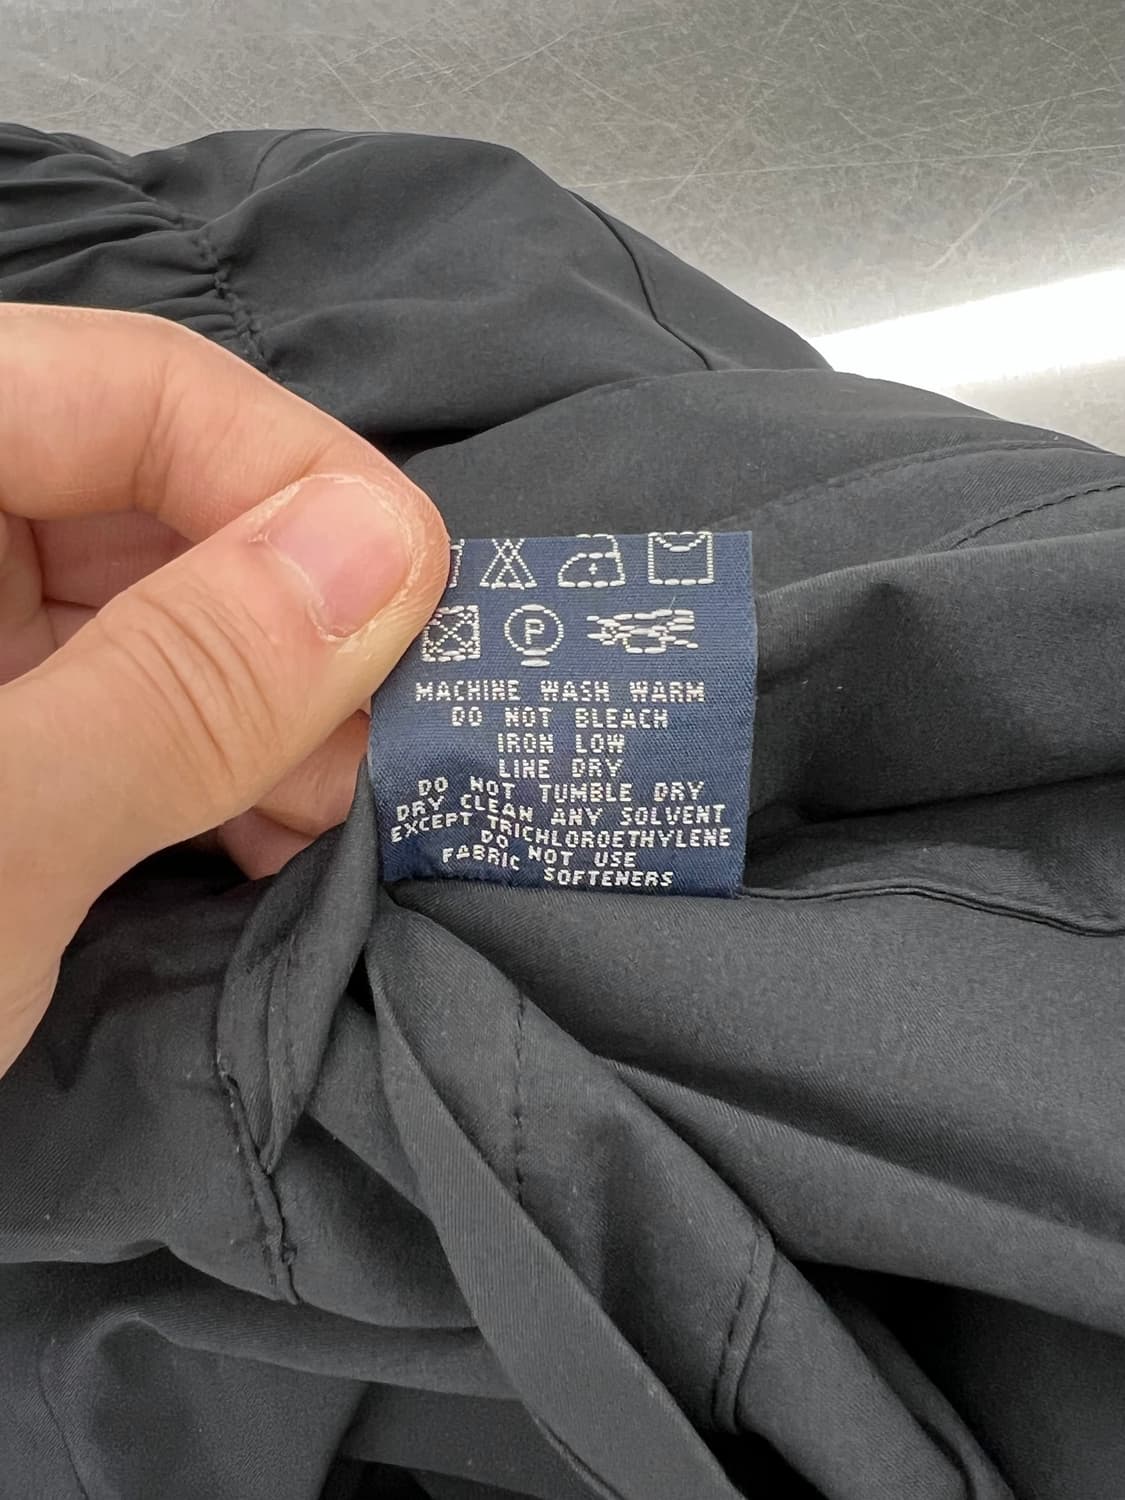 P
MACHINE WASH WARM
DO NOT BLEACH
IRON LOW
LINE DRY
DO NOT TUMBLE DRY
DRY CLEAN ANY SOLVENT
EXCEPT TRICHLOROETHYLENE
DO NOT USE
FABRIC SOFTENERS